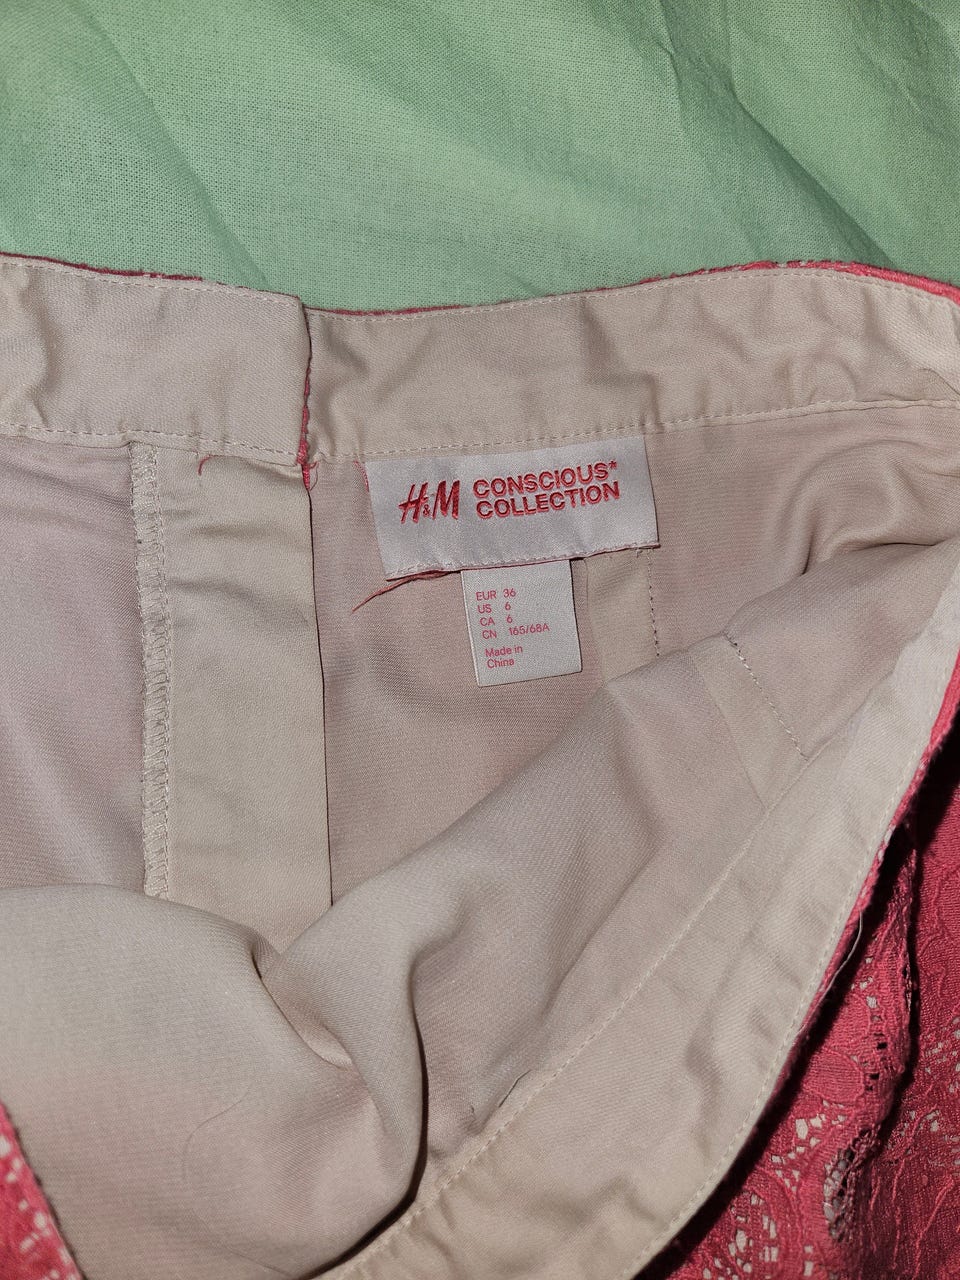 H&M CONSCIOUS*
COLLECTION
EUR 36
US 6
CA 6
CN 165/68A
Made in
China